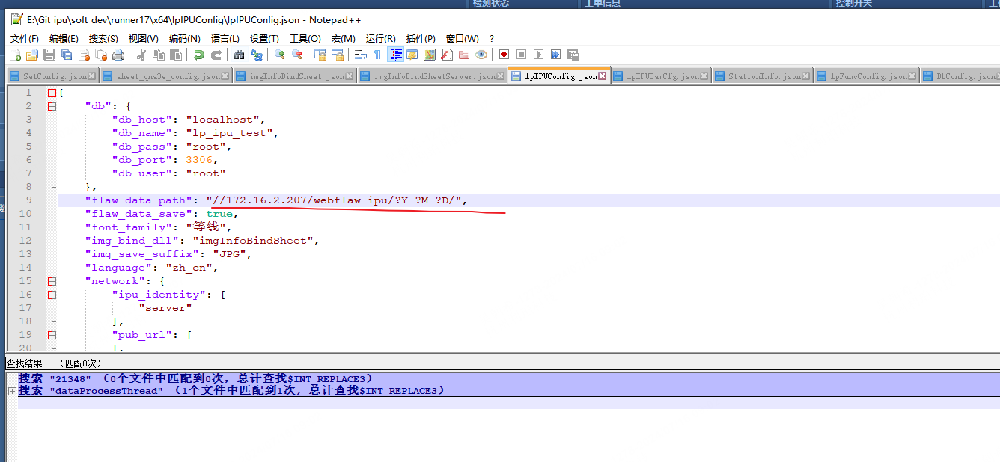 检测状态 工单信息 控制开关
E:\Git_ipu\soft_dev\runner17\x64\lpIPUConfig\lpIPUConfig.json - Notepad++
文件(F) 编辑(E) 搜索(S) 视图(V) 编码(N) 语言(L) 设置(T) 工具(O) 宏(M) 运行(R) 插件(P) 窗口(W) ?
SetConfig.json sheet_qna3e_config.json imgInfoBindSheet.json imgInfoBindSheetServer.json lpIPUConfig.json lpIPUCamCfg.json StationInfo.json lpFuncConfig.json DbConfig.json
1 {
2 "db": {
3 "db_host": "localhost",
4 "db_name": "lp_ipu_test",
5 "db_pass": "root",
6 "db_port": 3306,
7 "db_user": "root"
8 },
9 "flaw_data_path": "//172.16.2.207/webflaw_ipu/?Y_?M_?D/",
10 "flaw_data_save": true,
11 "font_family": "等线",
12 "img_bind_dll": "imgInfoBindSheet",
13 "img_save_suffix": "JPG",
14 "language": "zh_cn",
15 "network": {
16 "ipu_identity": [
17 "server"
18 ],
19 "pub_url": [
20 ],
查找结果 - （匹配0次）
搜索 "21348" （0个文件中匹配到0次，总计查找$INT_REPLACE3）
搜索 "dataProcessThread" （1个文件中匹配到1次，总计查找$INT_REPLACE3）